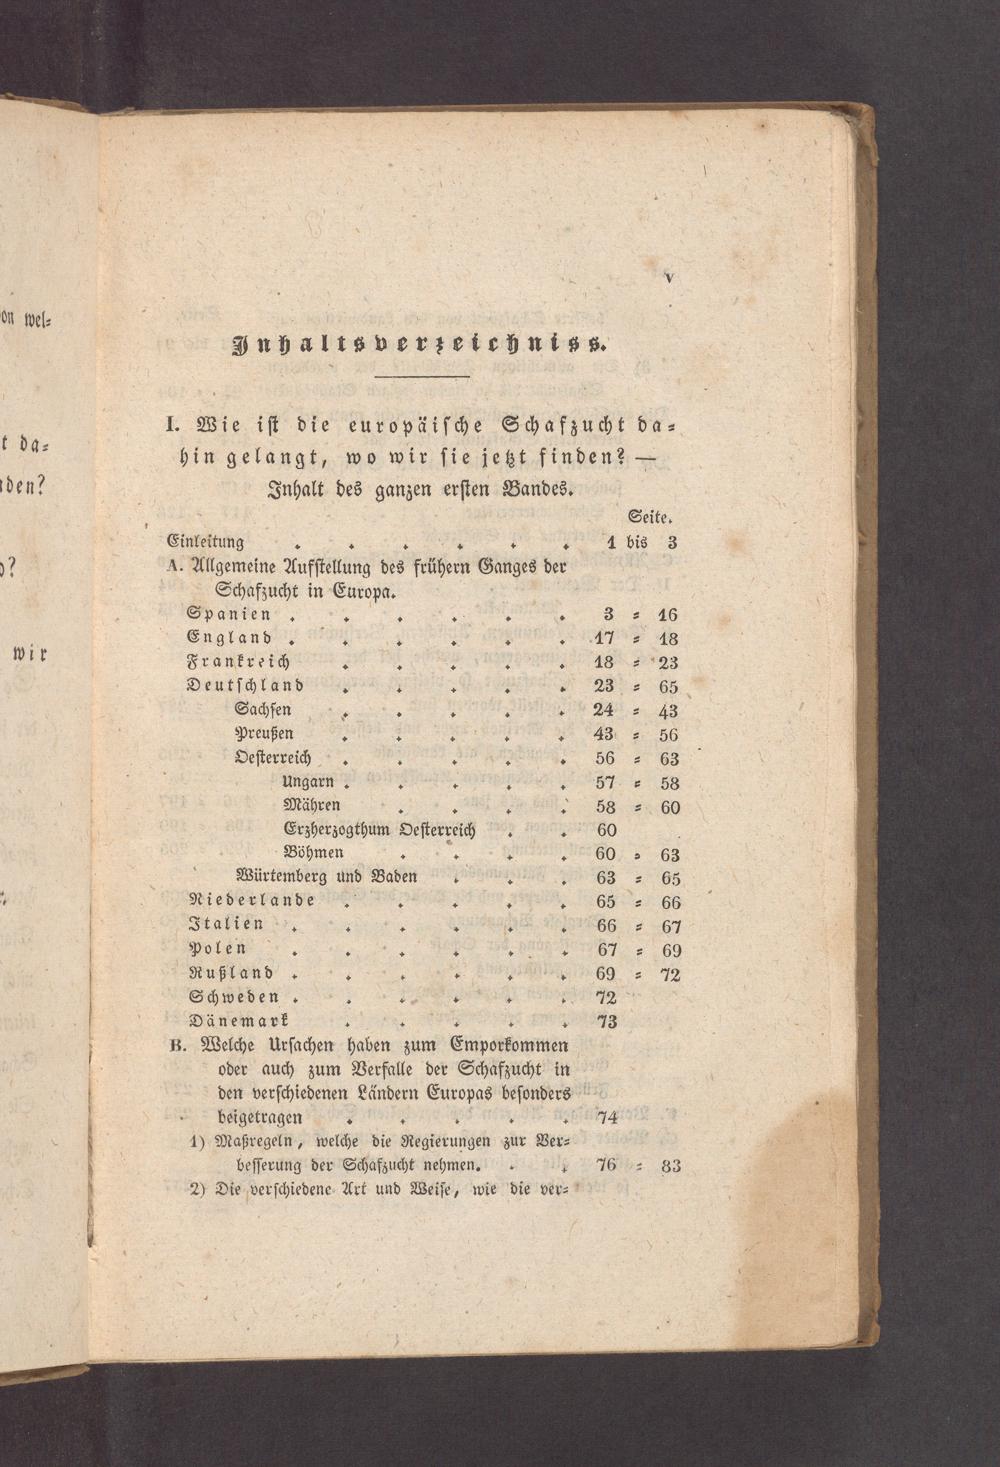 on wel⸗
t da⸗
den?
o?
wir
v
Inhaltsverzeichniss.
I. Wie ist die europäische Schafzucht da⸗
hin gelangt, wo wir sie jetzt finden? —
Inhalt des ganzen ersten Bandes.
Seite.
Einleitung . . . . . . 1 bis 3
A. Allgemeine Aufstellung des frühern Ganges der
Schafzucht in Europa.
Spanien . . . . . . 3 ⸗ 16
England . . . . . . 17 ⸗ 18
Frankreich . . . . . 18 ⸗ 23
Deutschland . . . . . 23 ⸗ 65
Sachsen . . . . . 24 ⸗ 43
Preußen . . . . . 43 ⸗ 56
Oesterreich . . . . . 56 ⸗ 63
Ungarn . . . . . 57 ⸗ 58
Mähren . . . . 58 ⸗ 60
Erzherzogthum Oesterreich . . 60
Böhmen . . . . 60 ⸗ 63
Würtemberg und Baden . . . 63 ⸗ 65
Niederlande . . . . . 65 ⸗ 66
Italien . . . . . . 66 ⸗ 67
Polen . . . . . . 67 ⸗ 69
Rußland . . . . . . 69 ⸗ 72
Schweden . . . . . . 72
Dänemark . . . . . 73
B. Welche Ursachen haben zum Emporkommen
oder auch zum Verfalle der Schafzucht in
den verschiedenen Ländern Europas besonders
beigetragen . . . . . 74
1) Maßregeln, welche die Regierungen zur Ver⸗
besserung der Schafzucht nehmen. . . 76 ⸗ 83
2) Die verschiedene Art und Weise, wie die ver⸗